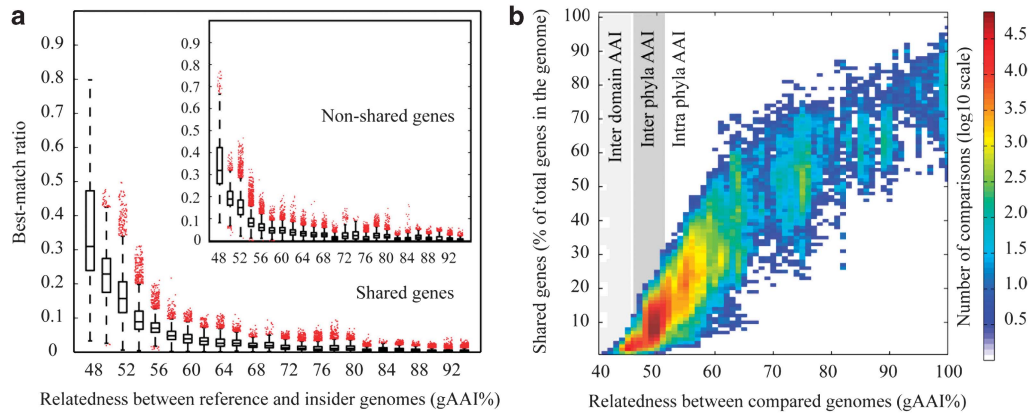 a
Best-match ratio
0.9
0.8
0.7
0.6
0.5
0.4
0.3
0.2
0.1
0
48 52 56 60 64 68 72 76 80 84 88 92
Shared genes
Relatedness between reference and insider genomes (gAAI%)
0.9
0.8
0.7
0.6
0.5
0.4
0.3
0.2
0.1
0
48 52 56 60 64 68 72 76 80 84 88 92
Non-shared genes
b
Shared genes (% of total genes in the genome)
100
90
80
70
60
50
40
30
20
10
Inter domain AAI
Inter phyla AAI
Intra phyla AAI
40 50 60 70 80 90 100
Relatedness between compared genomes (gAAI%)
Number of comparisons (log10 scale)
4.5
4.0
3.5
3.0
2.5
2.0
1.5
1.0
0.5